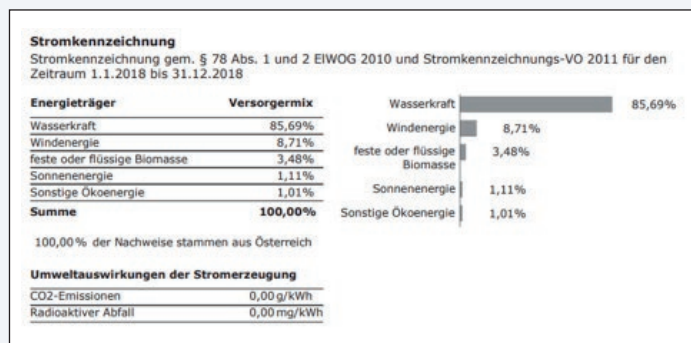 Stromkennzeichnung
Stromkennzeichnung gem. § 78 Abs. 1 und 2 ElWOG 2010 und Stromkennzeichnungs-VO 2011 für den
Zeitraum 1.1.2018 bis 31.12.2018
Energieträger Versorgermix
Wasserkraft 85,69%
Windenergie 8,71%
feste oder flüssige Biomasse 3,48%
Sonnenenergie 1,11%
Sonstige Ökoenergie 1,01%
Summe 100,00%
100,00% der Nachweise stammen aus Österreich
Umweltauswirkungen der Stromerzeugung
CO2-Emissionen 0,00g/kWh
Radioaktiver Abfall 0,00mg/kWh
Wasserkraft 85,69%
Windenergie 8,71%
feste oder flüssige
Biomasse 3,48%
Sonnenenergie 1,11%
Sonstige Ökoenergie 1,01%